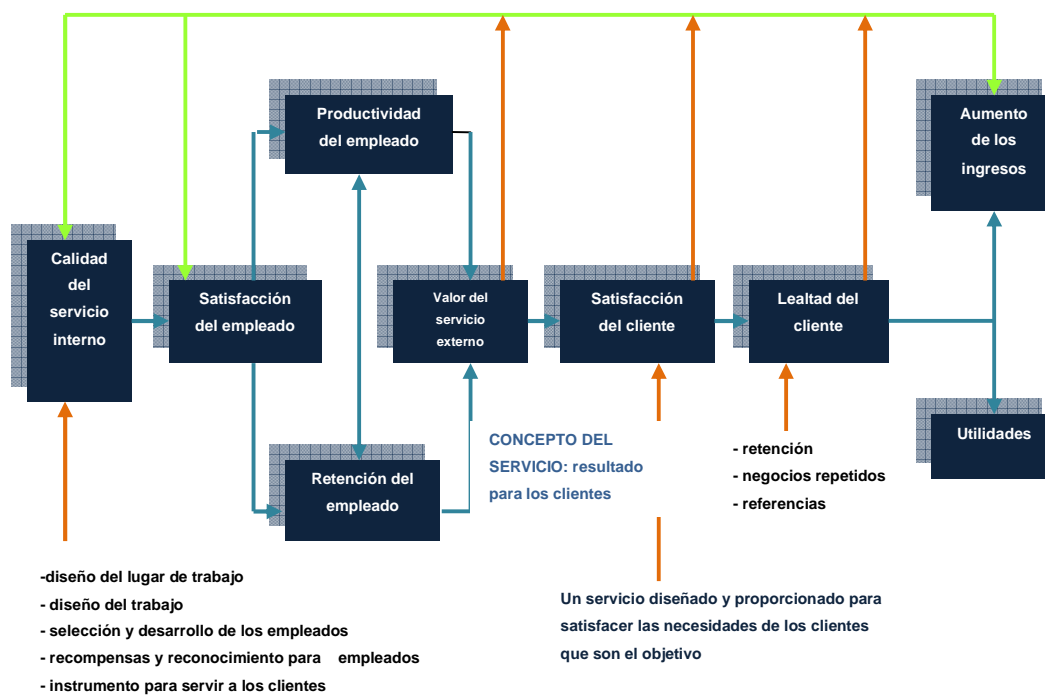 Productividad
del empleado
Aumento
de los
ingresos
Calidad
del
servicio
interno
Satisfacción
del empleado
Valor del
servicio
externo
Satisfacción
del cliente
Lealtad del
cliente
Utilidades
Retención del
empleado
CONCEPTO DEL
SERVICIO: resultado
para los clientes
- retención
- negocios repetidos
- referencias
-diseño del lugar de trabajo
- diseño del trabajo
- selección y desarrollo de los empleados
- recompensas y reconocimiento para empleados
- instrumento para servir a los clientes
Un servicio diseñado y proporcionado para
satisfacer las necesidades de los clientes
que son el objetivo